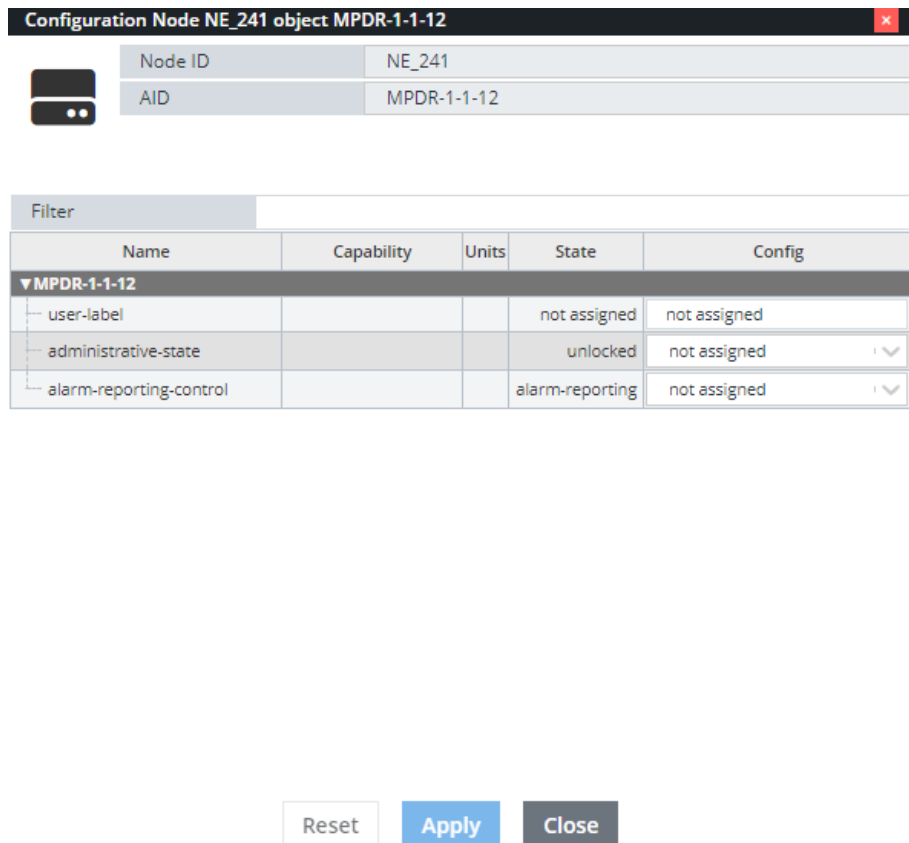 Configuration Node NE_241 object MPDR-1-1-12 ×
Node ID NE_241
AID MPDR-1-1-12
Filter
Name Capability Units State Config
▼MPDR-1-1-12
user-label not assigned not assigned
administrative-state unlocked not assigned
alarm-reporting-control alarm-reporting not assigned
Reset Apply Close